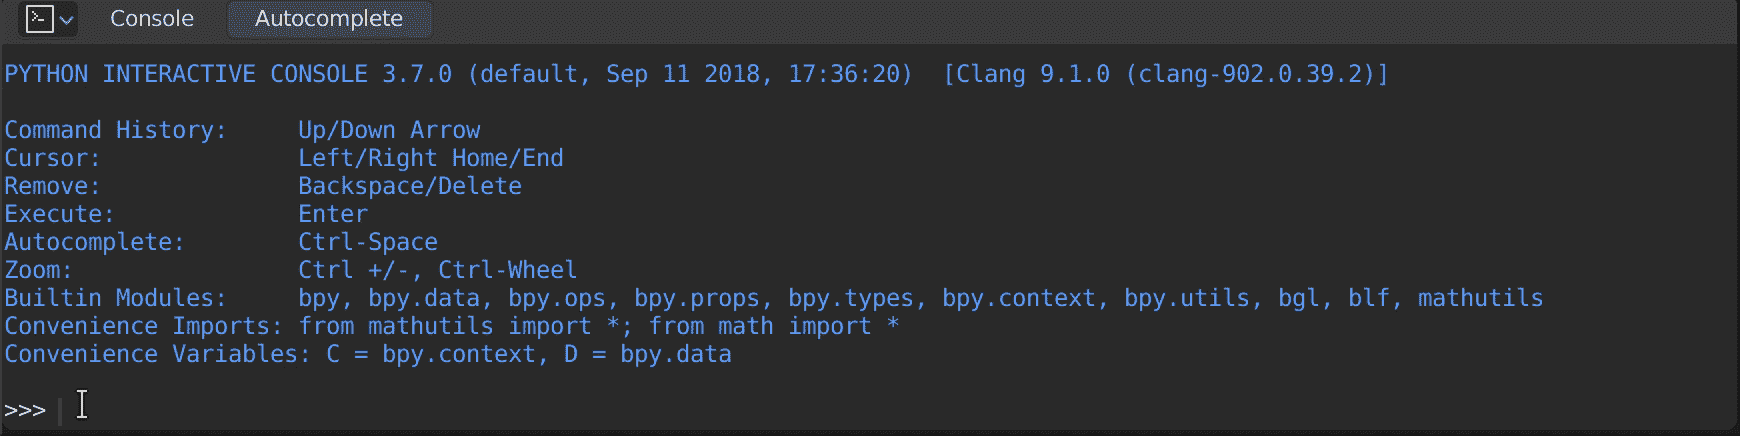 Console Autocomplete
PYTHON INTERACTIVE CONSOLE 3.7.0 (default, Sep 11 2018, 17:36:20)  [Clang 9.1.0 (clang-902.0.39.2)]
Command History:     Up/Down Arrow
Cursor:              Left/Right Home/End
Remove:              Backspace/Delete
Execute:             Enter
Autocomplete:        Ctrl-Space
Zoom:                Ctrl +/-, Ctrl-Wheel
Builtin Modules:     bpy, bpy.data, bpy.ops, bpy.props, bpy.types, bpy.context, bpy.utils, bgl, blf, mathutils
Convenience Imports: from mathutils import *; from math import *
Convenience Variables: C = bpy.context, D = bpy.data
>>>